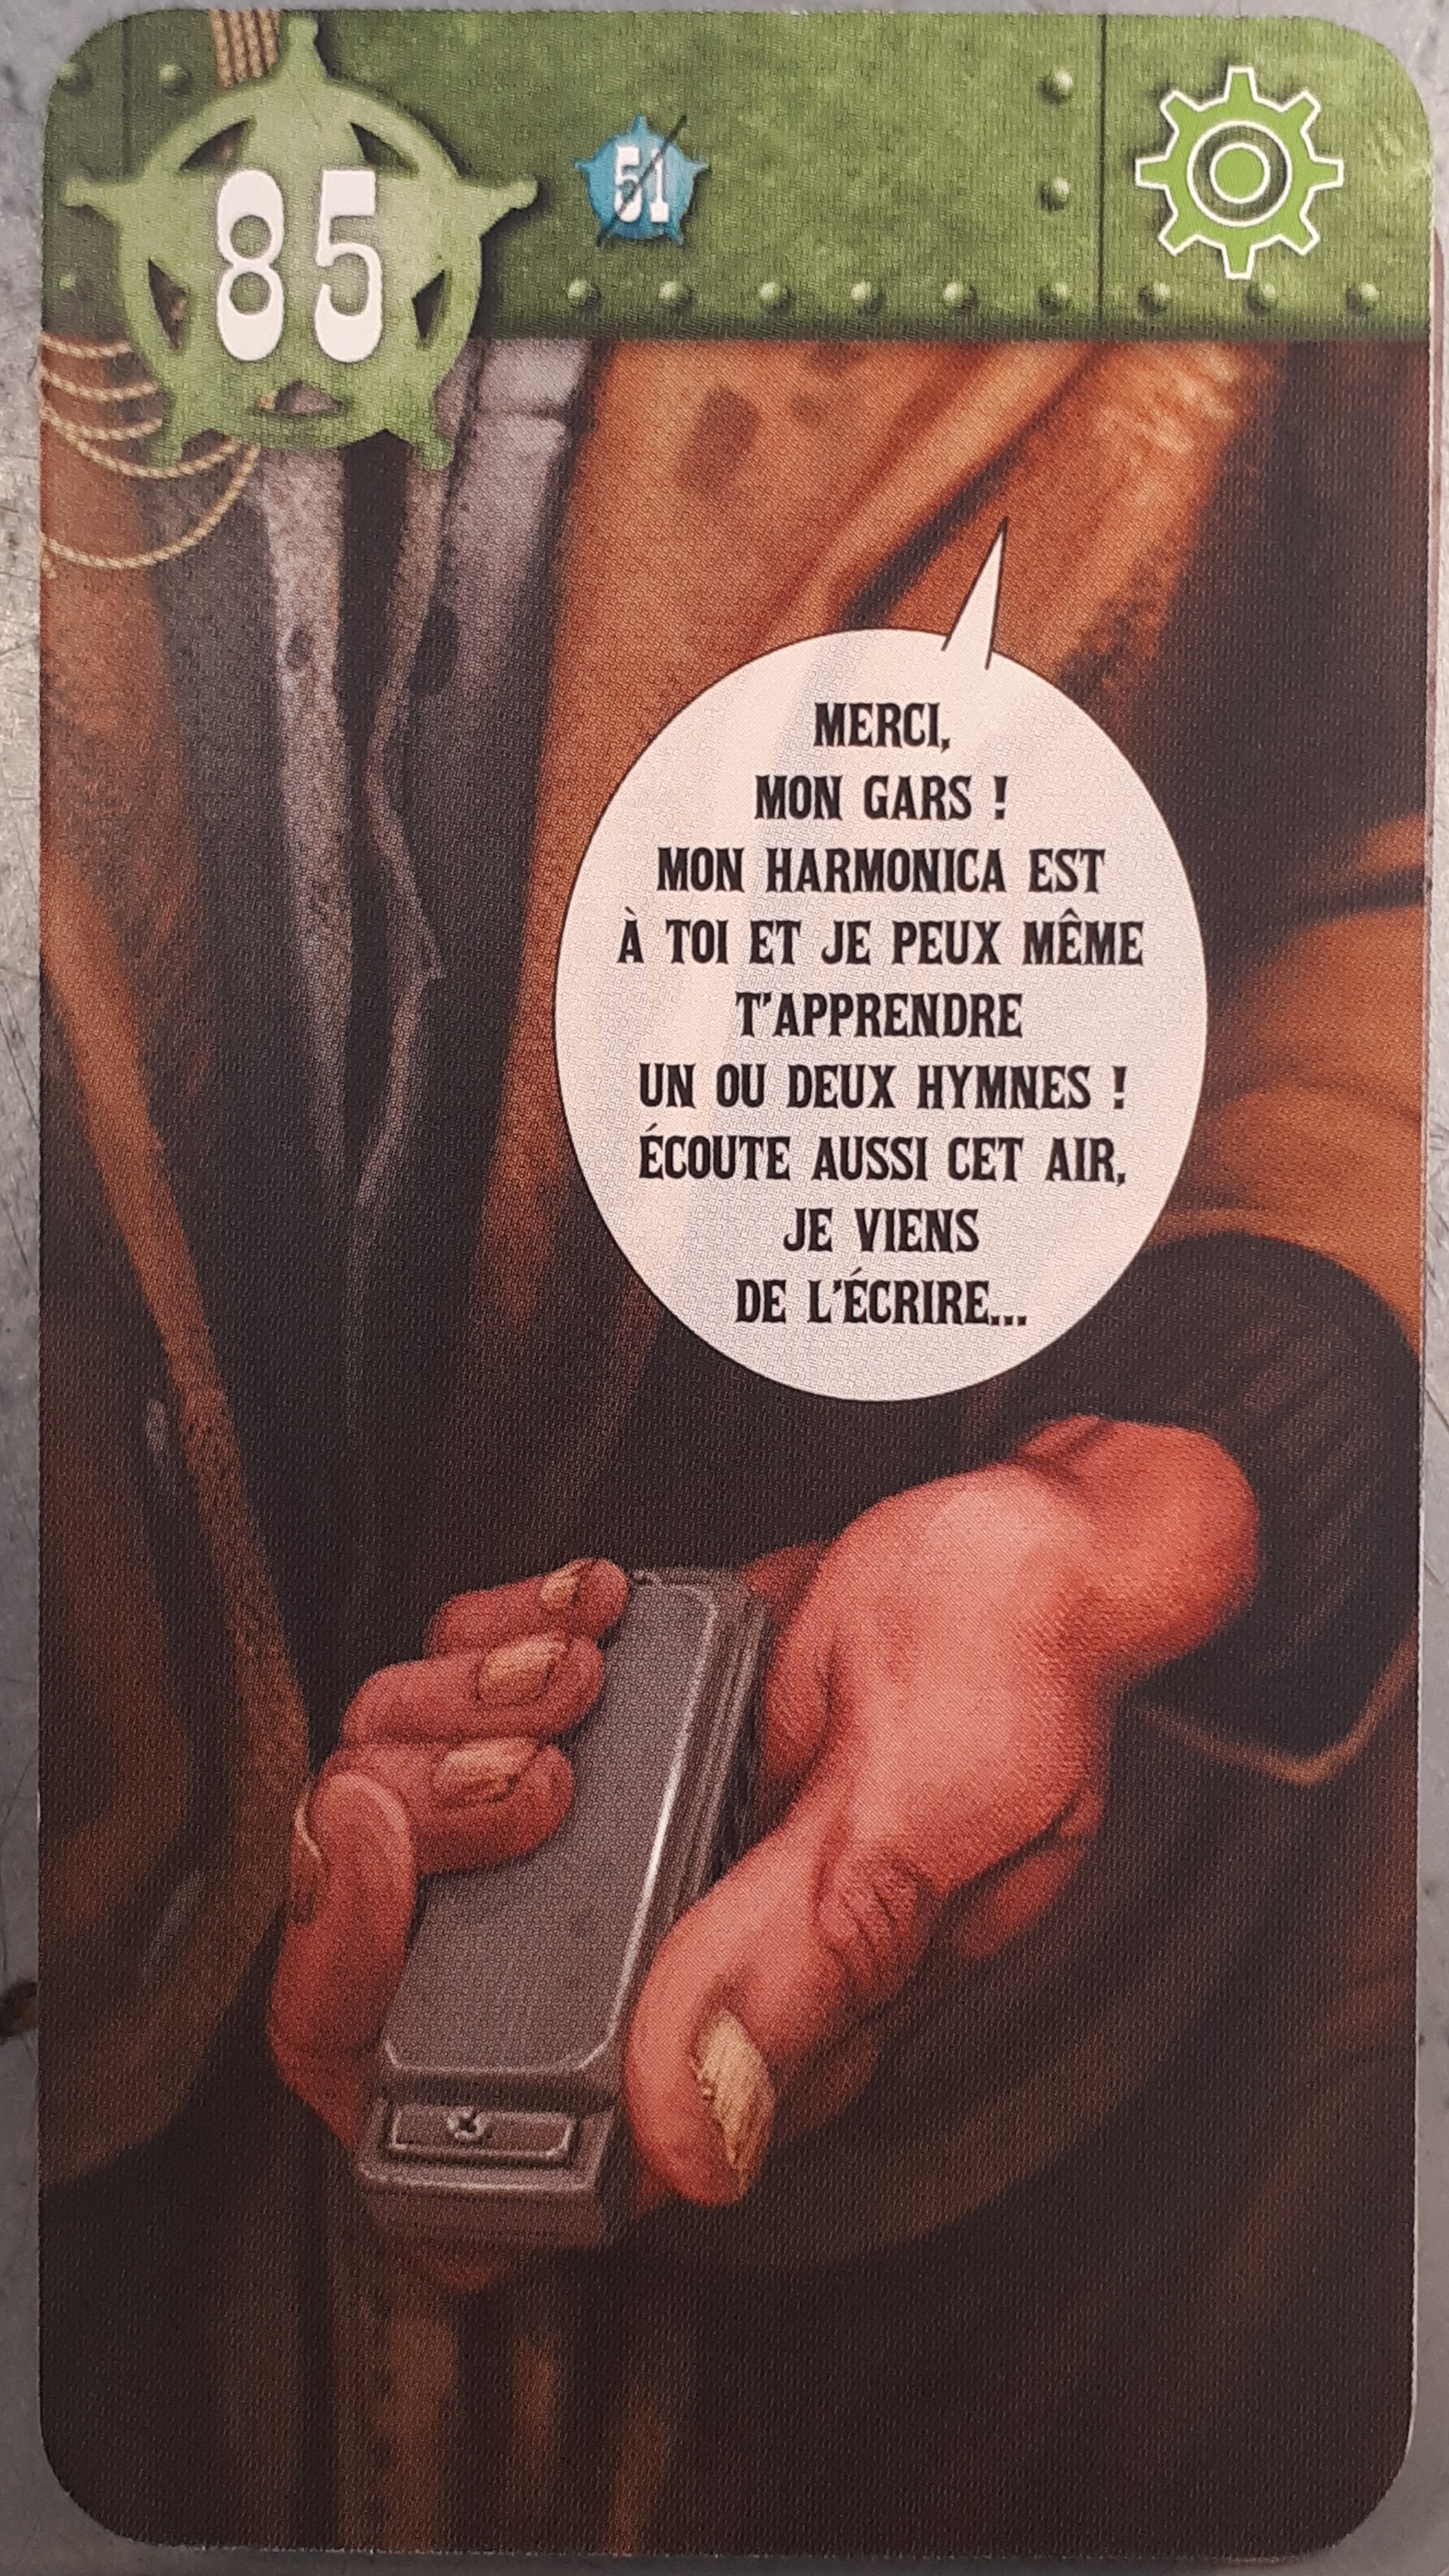 85
51
MERCI,
MON GARS !
MON HARMONICA EST
À TOI ET JE PEUX MÊME
T'APPRENDRE
UN OU DEUX HYMNES !
ÉCOUTE AUSSI CET AIR,
JE VIENS
DE L'ÉCRIRE...